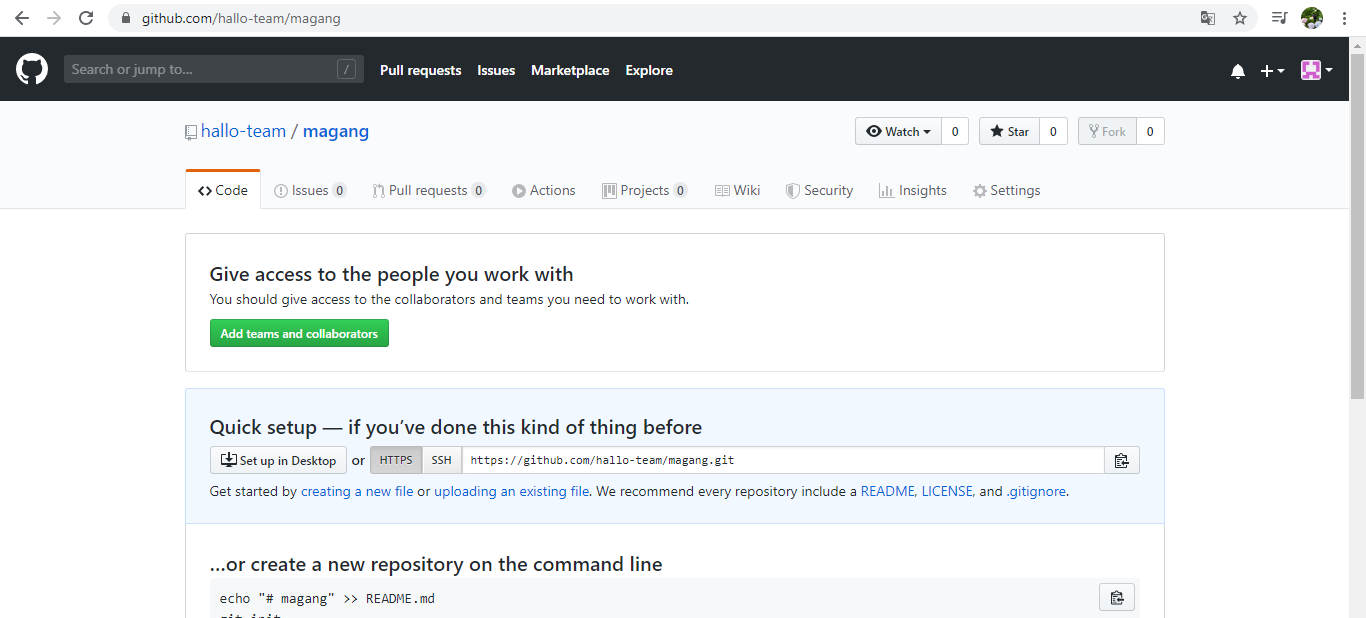 github.com/hallo-team/magang
Search or jump to... /
Pull requests Issues Marketplace Explore
hallo-team / magang
Watch 0 Star 0 Fork 0
Code Issues 0 Pull requests 0 Actions Projects 0 Wiki Security Insights Settings
Give access to the people you work with
You should give access to the collaborators and teams you need to work with.
Add teams and collaborators
Quick setup — if you’ve done this kind of thing before
Set up in Desktop or HTTPS SSH https://github.com/hallo-team/magang.git
Get started by creating a new file or uploading an existing file. We recommend every repository include a README, LICENSE, and .gitignore.
…or create a new repository on the command line
echo "# magang" >> README.md
git init